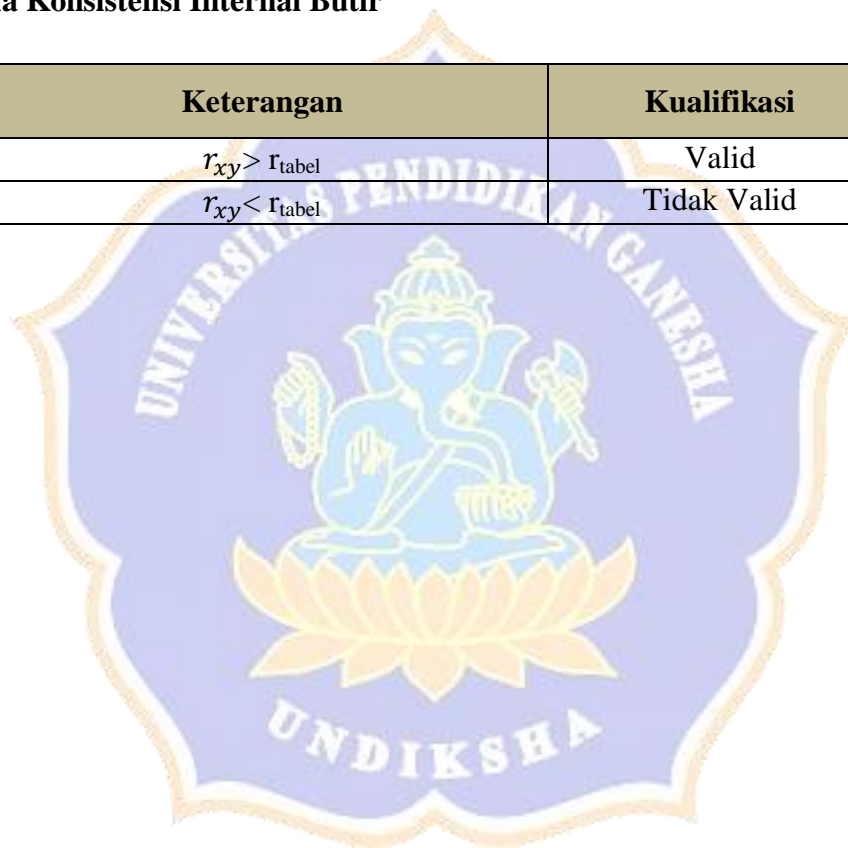 Konsistensi Internal Butir
Keterangan Kualifikasi
𝑟𝑥𝑦> rtabel Valid
𝑟𝑥𝑦< rtabel Tidak Valid
UNIVERSITAS PENDIDIKAN GANESHA
UNDIKSHA